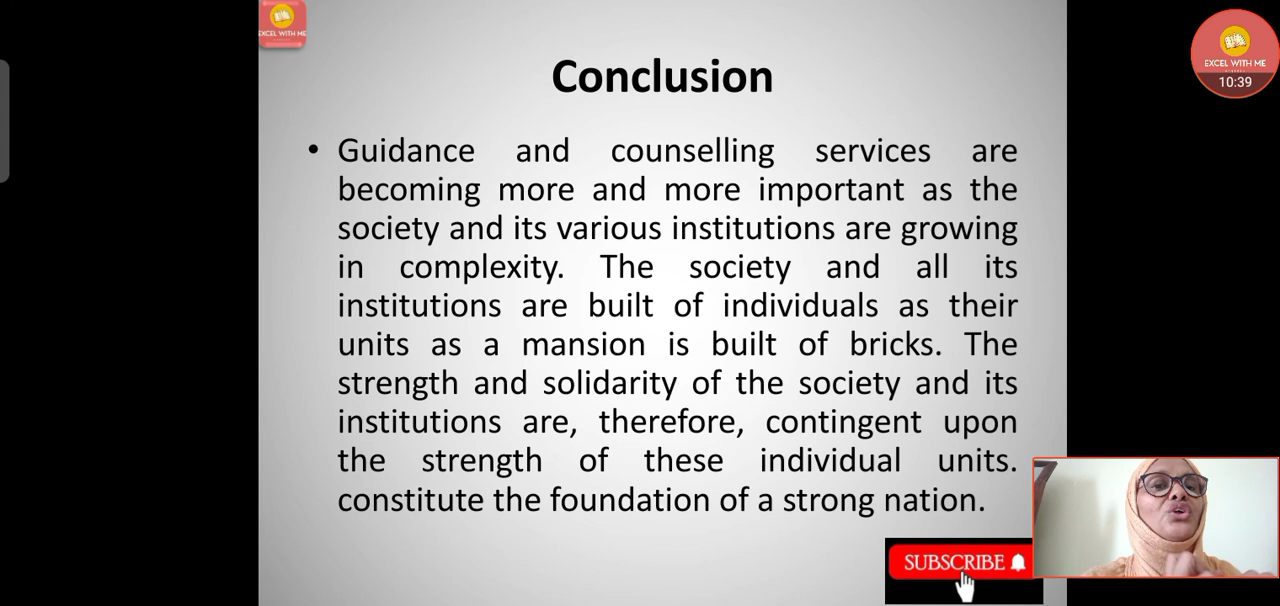 EXCEL WITH ME
EXCEL WITH ME
10:39
Conclusion
• Guidance and counselling services are
becoming more and more important as the
society and its various institutions are growing
in complexity. The society and all its
institutions are built of individuals as their
units as a mansion is built of bricks. The
strength and solidarity of the society and its
institutions are, therefore, contingent upon
the strength of these individual units.
constitute the foundation of a strong nation.
SUBSCRIBE